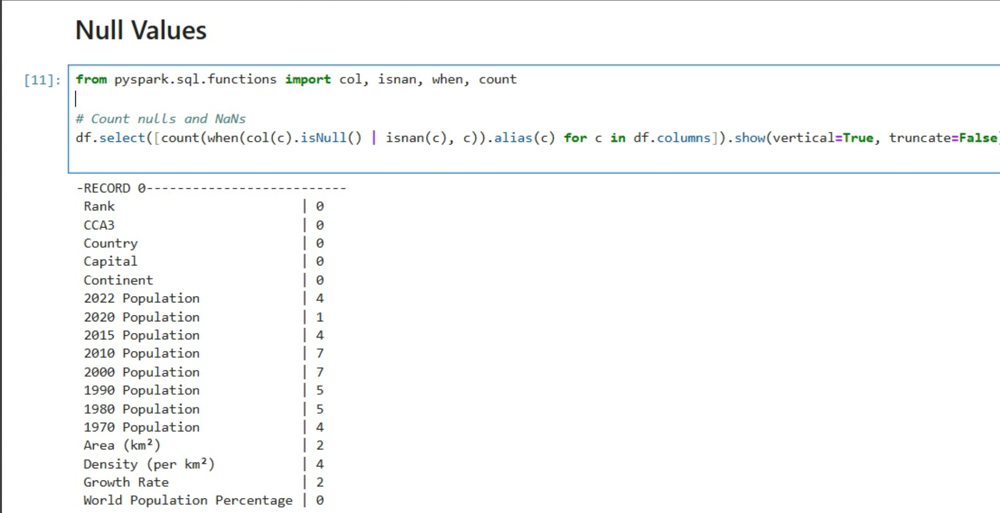 Null Values
[11]: from pyspark.sql.functions import col, isnan, when, count
# Count nulls and NaNs
df.select([count(when(col(c).isNull() | isnan(c), c)).alias(c) for c in df.columns]).show(vertical=True, truncate=False)
-RECORD 0--------------------------
Rank | 0
CCA3 | 0
Country | 0
Capital | 0
Continent | 0
2022 Population | 4
2020 Population | 1
2015 Population | 4
2010 Population | 7
2000 Population | 7
1990 Population | 5
1980 Population | 5
1970 Population | 4
Area (km²) | 2
Density (per km²) | 4
Growth Rate | 2
World Population Percentage | 0